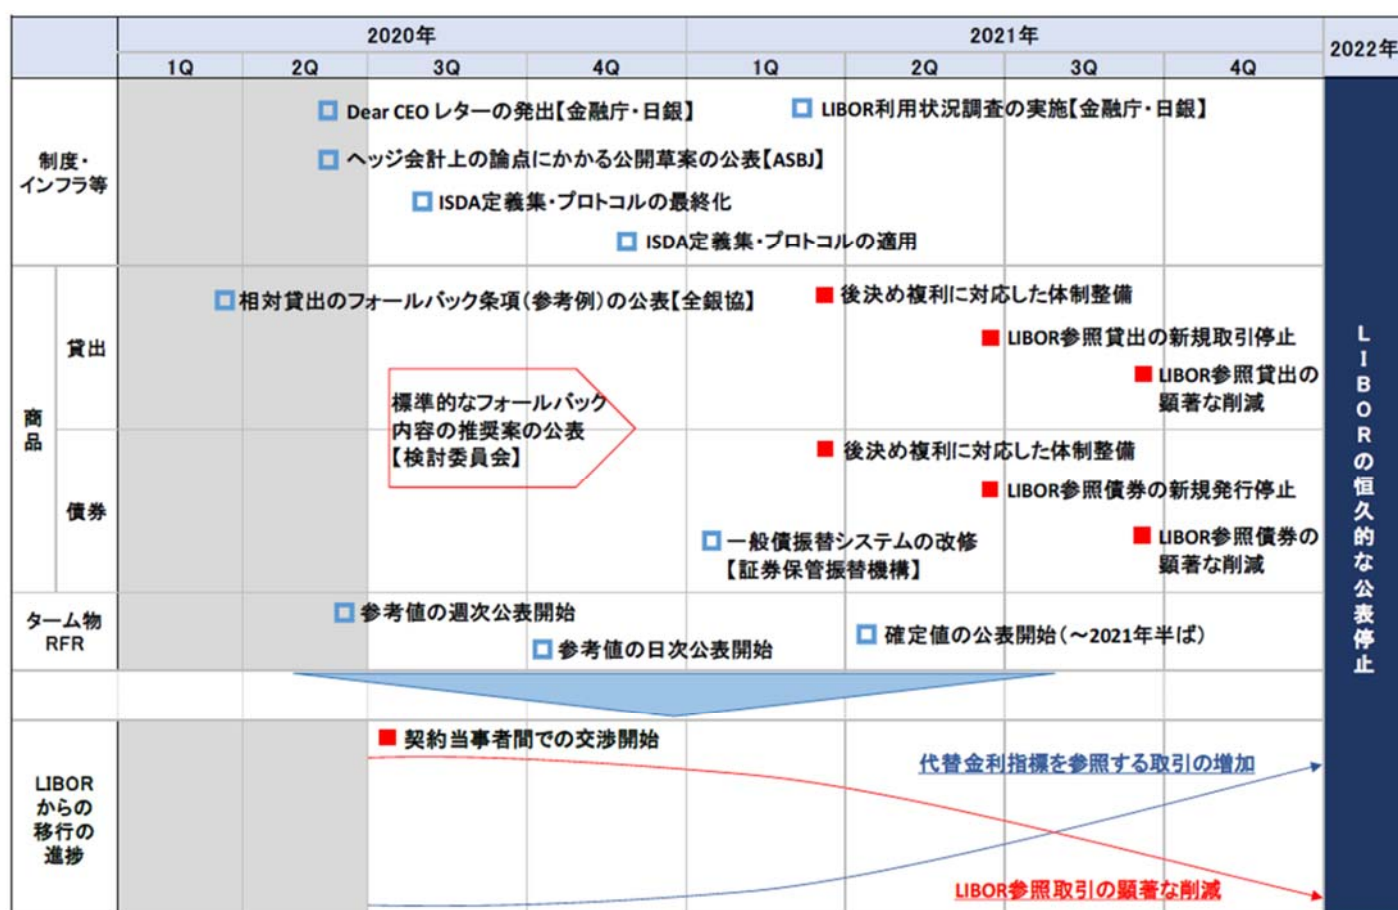 2020年
2021年
2022年
1Q
2Q
3Q
4Q
1Q
2Q
3Q
4Q
制度・
インフラ等
Dear CEO レターの発出【金融庁・日銀】
LIBOR利用状況調査の実施【金融庁・日銀】
ヘッジ会計上の論点にかかる公開草案の公表【ASBJ】
ISDA定義集・プロトコルの最終化
ISDA定義集・プロトコルの適用
商品
貸出
相対貸出のフォールバック条項（参考例）の公表【全銀協】
後決め複利に対応した体制整備
LIBOR参照貸出の新規取引停止
LIBOR参照貸出の
顕著な削減
標準的なフォールバック
内容の推奨案の公表
【検討委員会】
債券
後決め複利に対応した体制整備
LIBOR参照債券の新規発行停止
LIBOR参照債券の
顕著な削減
一般債振替システムの改修
【証券保管振替機構】
ターム物
RFR
参考値の週次公表開始
参考値の日次公表開始
確定値の公表開始（～2021年半ば）
LIBOR
からの
移行の
進捗
契約当事者間での交渉開始
代替金利指標を参照する取引の増加
LIBOR参照取引の顕著な削減
LIBORの恒久的な公表停止